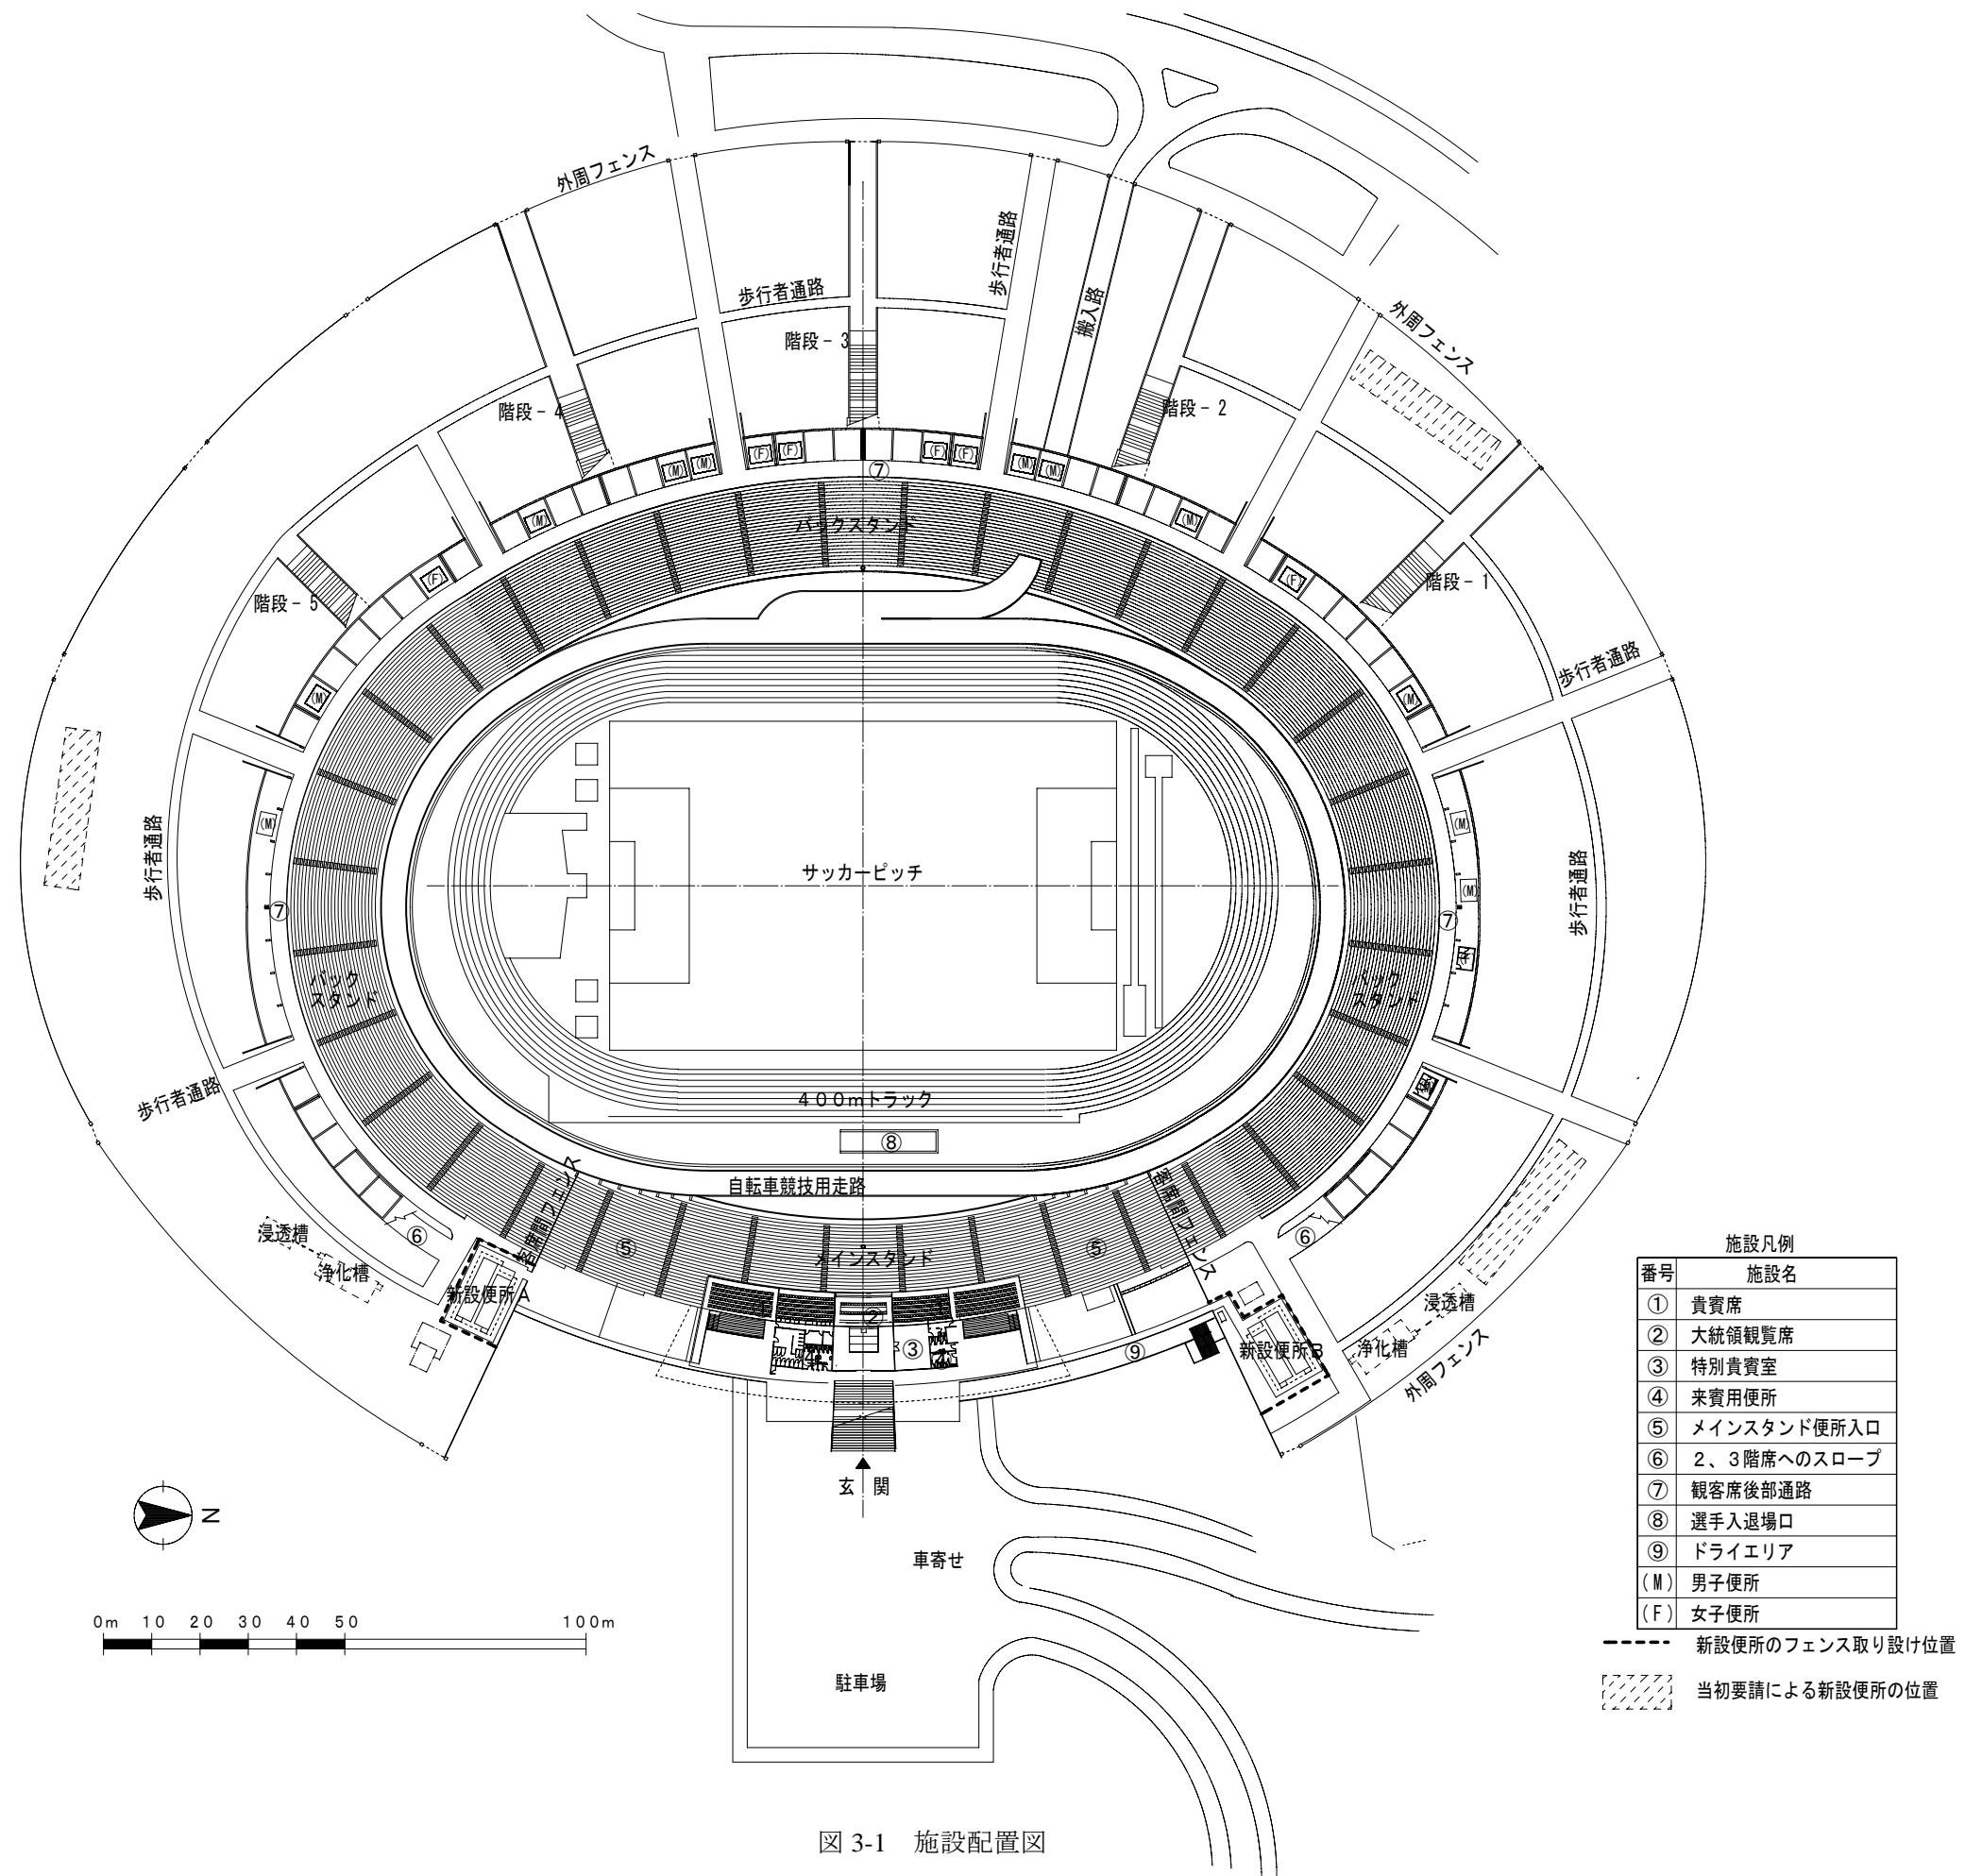 外周フェンス
歩行者通路
歩行者通路
搬入路
外周フェンス
階段-3
階段-4
階段-2
階段-5
階段-1
(F)
(F)
(F)
(F)
(M)
(M)
(M)
(M)
(M)
(M)
(F)
(F)
(M)
(M)
⑦
バックスタンド
歩行者通路
(M)
(M)
(M)
サッカーピッチ
歩行者通路
歩行者通路
⑦
⑦
バック
スタンド
バック
スタンド
歩行者通路
400mトラック
⑧
自転車競技用走路
客席間フェンス
客席間フェンス
⑥
⑥
⑤
⑤
メインスタンド
浸透槽
浄化槽
新設便所A
②
③
⑨
新設便所B
浸透槽
浄化槽
外周フェンス
玄 関
車寄せ
駐車場
N
0m 10 20 30 40 50 100m
施設凡例
番号 施設名
① 貴賓席
② 大統領観覧席
③ 特別貴賓室
④ 来賓用便所
⑤ メインスタンド便所入口
⑥ 2、3階席へのスロープ
⑦ 観客席後部通路
⑧ 選手入退場口
⑨ ドライエリア
(M) 男子便所
(F) 女子便所
新設便所のフェンス取り設け位置
当初要請による新設便所の位置
図 3-1 施設配置図